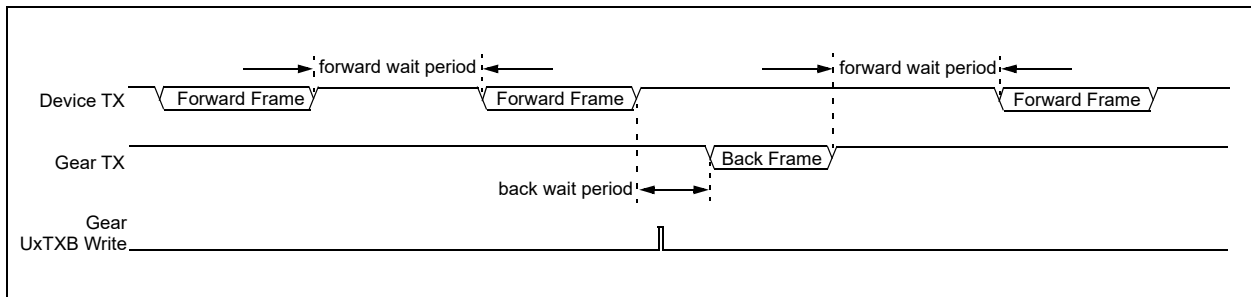 forward wait period
forward wait period
Device TX
Forward Frame
Forward Frame
Forward Frame
Gear TX
Back Frame
back wait period
Gear
UxTXB Write